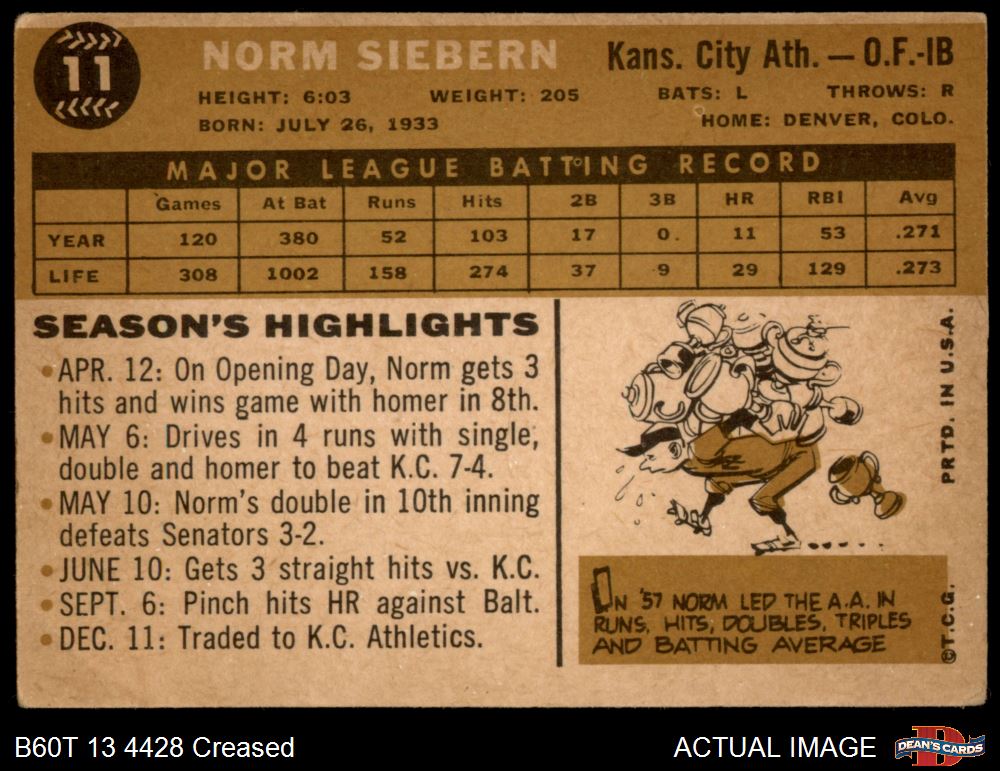 11
NORM SIEBERN
Kans. City Ath. — O.F.-1B
HEIGHT: 6:03 WEIGHT: 205 BATS: L THROWS: R
BORN: JULY 26, 1933 HOME: DENVER, COLO.
MAJOR LEAGUE BATTING RECORD
Games At Bat Runs Hits 2B 3B HR RBI Avg
YEAR 120 380 52 103 17 0. 11 53 .271
LIFE 308 1002 158 274 37 9 29 129 .273
SEASON'S HIGHLIGHTS
• APR. 12: On Opening Day, Norm gets 3
hits and wins game with homer in 8th.
• MAY 6: Drives in 4 runs with single,
double and homer to beat K.C. 7-4.
• MAY 10: Norm's double in 10th inning
defeats Senators 3-2.
• JUNE 10: Gets 3 straight hits vs. K.C.
• SEPT. 6: Pinch hits HR against Balt.
• DEC. 11: Traded to K.C. Athletics.
IN '57 NORM LED THE A.A. IN
RUNS, HITS, DOUBLES, TRIPLES
AND BATTING AVERAGE
PRTD. IN U.S.A.
©T.C.G.
B60T 13 4428 Creased
ACTUAL IMAGE
D
DEAN'S CARDS